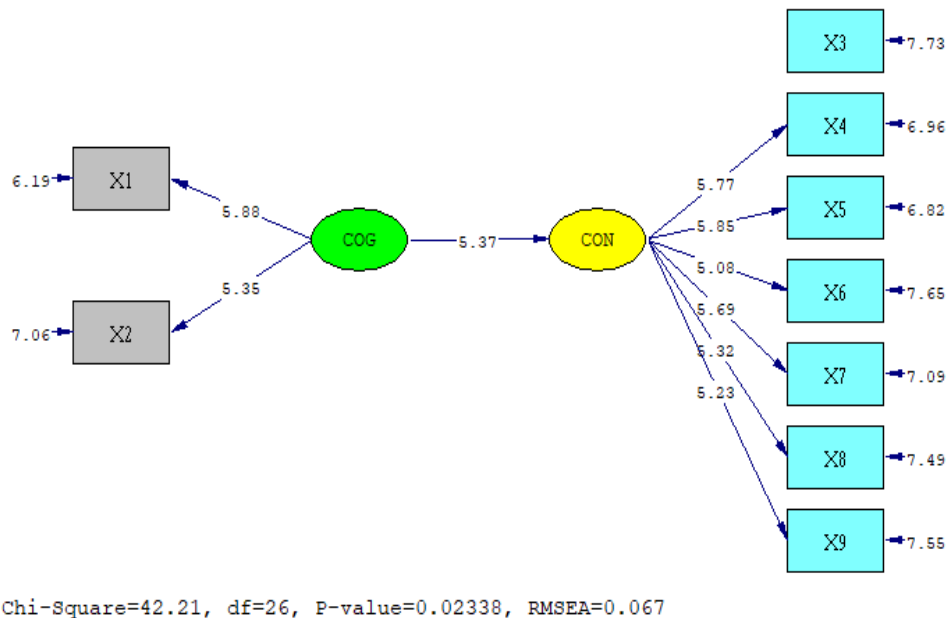 X3
7.73
X4
6.96
X1
6.19
5.77
5.88
X5
6.82
5.85
COG
5.37
CON
5.08
X6
7.65
5.35
5.69
X2
7.06
5.32
X7
7.09
5.23
X8
7.49
X9
7.55
Chi-Square=42.21, df=26, P-value=0.02338, RMSEA=0.067